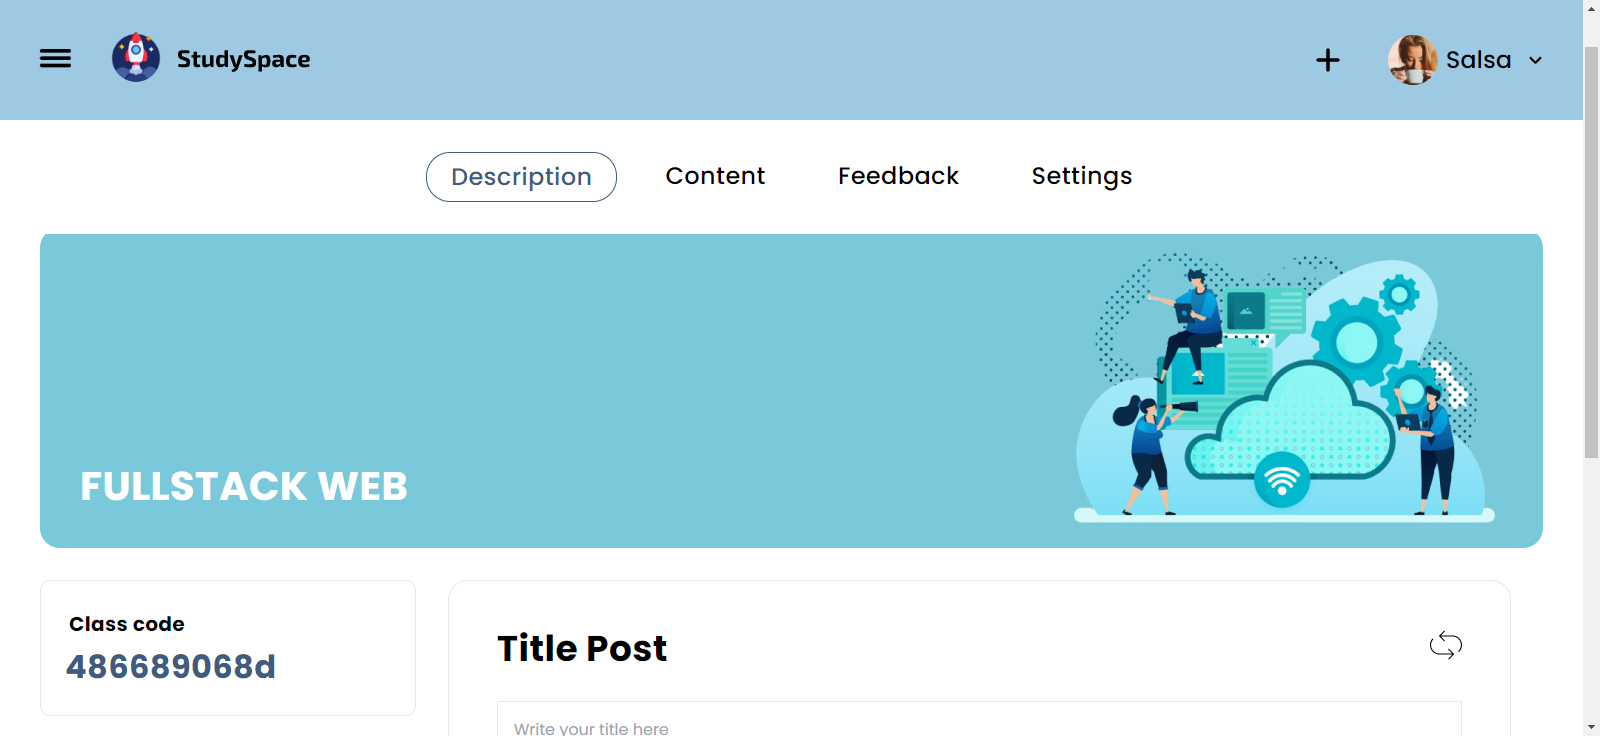 StudySpace
Salsa
Description
Content
Feedback
Settings
FULLSTACK WEB
Class code
486689068d
Title Post
Write your title here